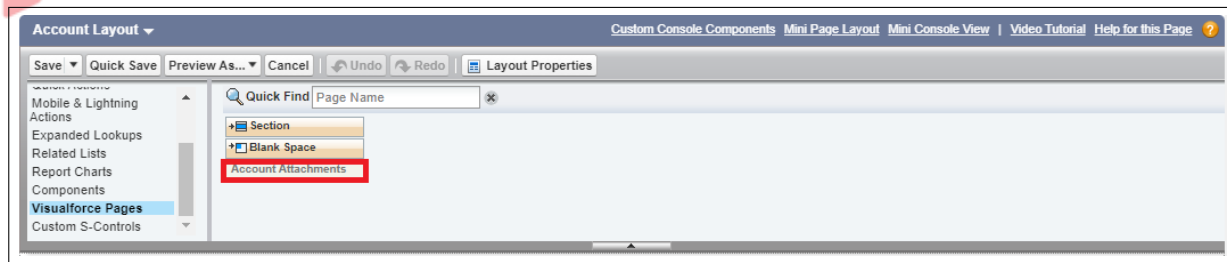 Account Layout
Custom Console Components Mini Page Layout Mini Console View | Video Tutorial Help for this Page ?
Save Quick Save Preview As... Cancel Undo Redo Layout Properties
Quick Actions
Mobile & Lightning
Actions
Expanded Lookups
Related Lists
Report Charts
Components
Visualforce Pages
Custom S-Controls
Quick Find Page Name
Section
Blank Space
Account Attachments